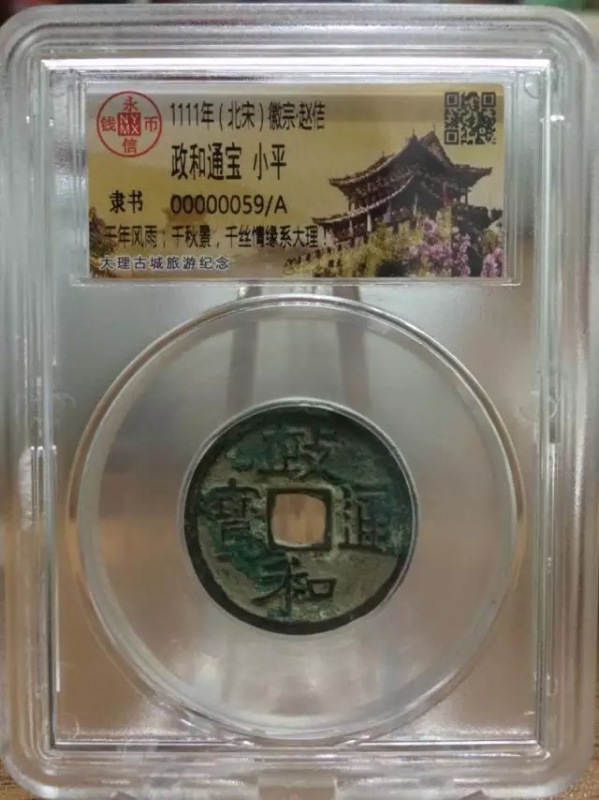 永
钱 NY 币
MX
信
1111年(北宋)徽宗.赵佶
政和通宝 小平
隶书 00000059/A
千年风雨；千秋景，千丝情缘系大理！
大理古城旅游纪念
政
和
通
寶